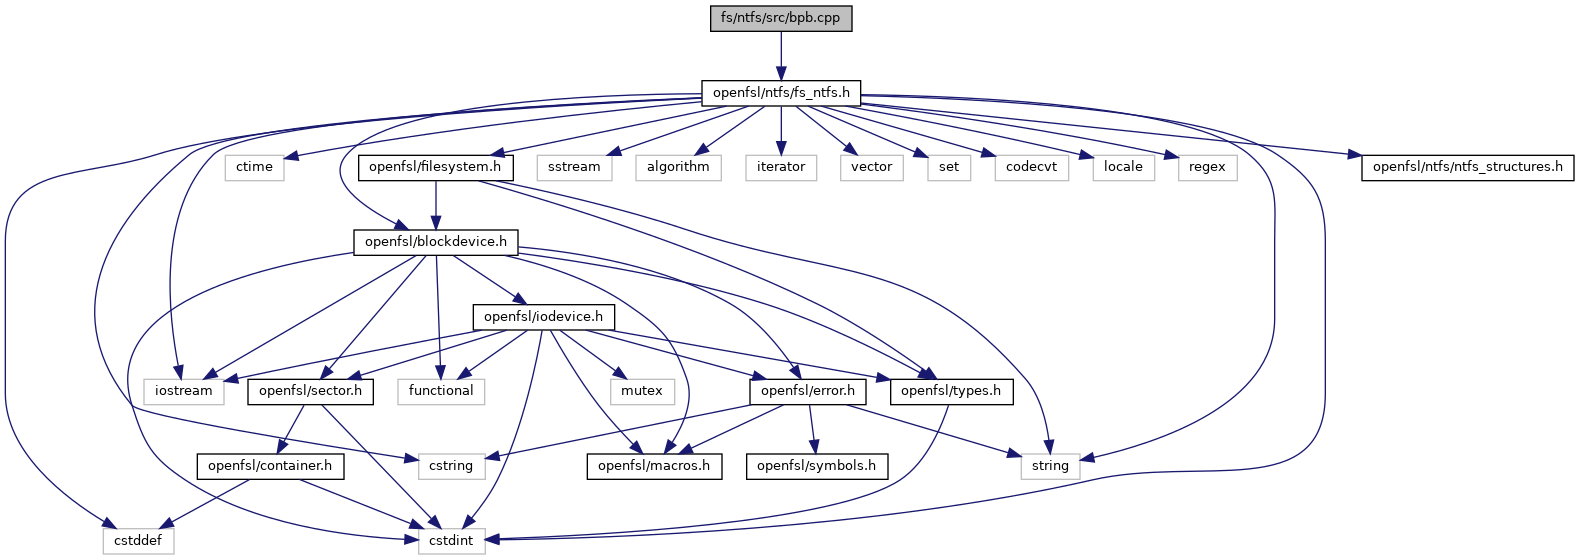 fs/ntfs/src/bpb.cpp
openfsl/ntfs/fs_ntfs.h
ctime
openfsl/filesystem.h
sstream
algorithm
iterator
vector
set
codecvt
locale
regex
openfsl/ntfs/ntfs_structures.h
openfsl/blockdevice.h
openfsl/iodevice.h
iostream
openfsl/sector.h
functional
mutex
openfsl/error.h
openfsl/types.h
openfsl/container.h
cstring
openfsl/macros.h
openfsl/symbols.h
string
cstddef
cstdint